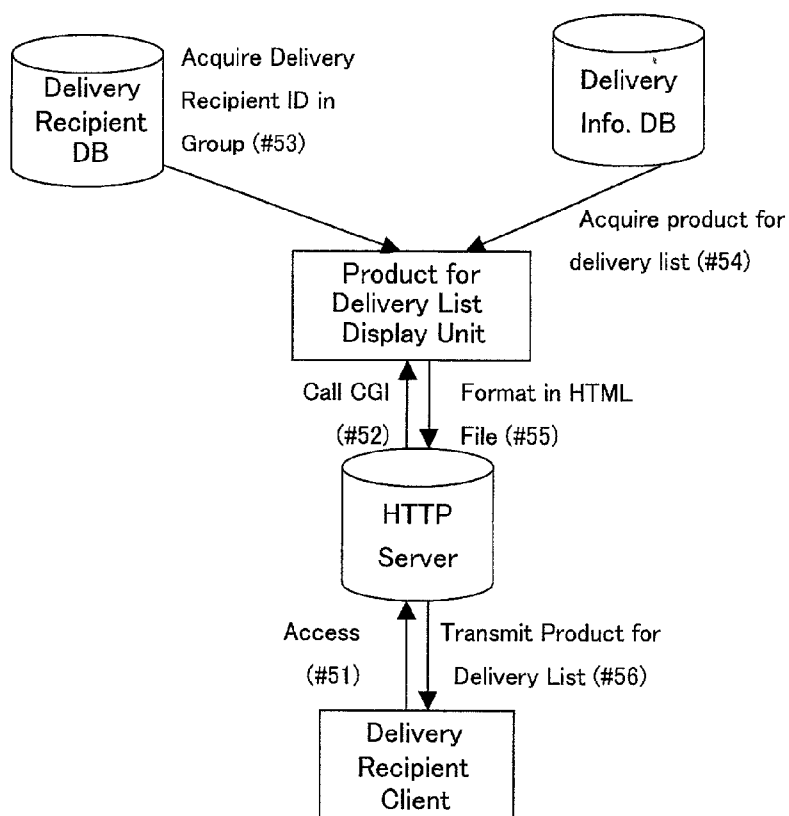 Delivery
Recipient
DB
Acquire Delivery
Recipient ID in
Group (#53)
Delivery
Info. DB
Acquire product for
delivery list (#54)
Product for
Delivery List
Display Unit
Call CGI
(#52)
Format in HTML
File (#55)
HTTP
Server
Access
(#51)
Transmit Product for
Delivery List (#56)
Delivery
Recipient
Client